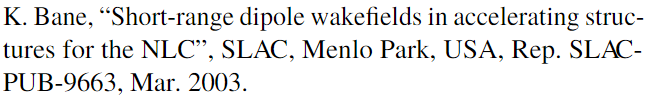 K. Bane, “Short-range dipole wakefields in accelerating struc-
tures for the NLC”, SLAC, Menlo Park, USA, Rep. SLAC-
PUB-9663, Mar. 2003.